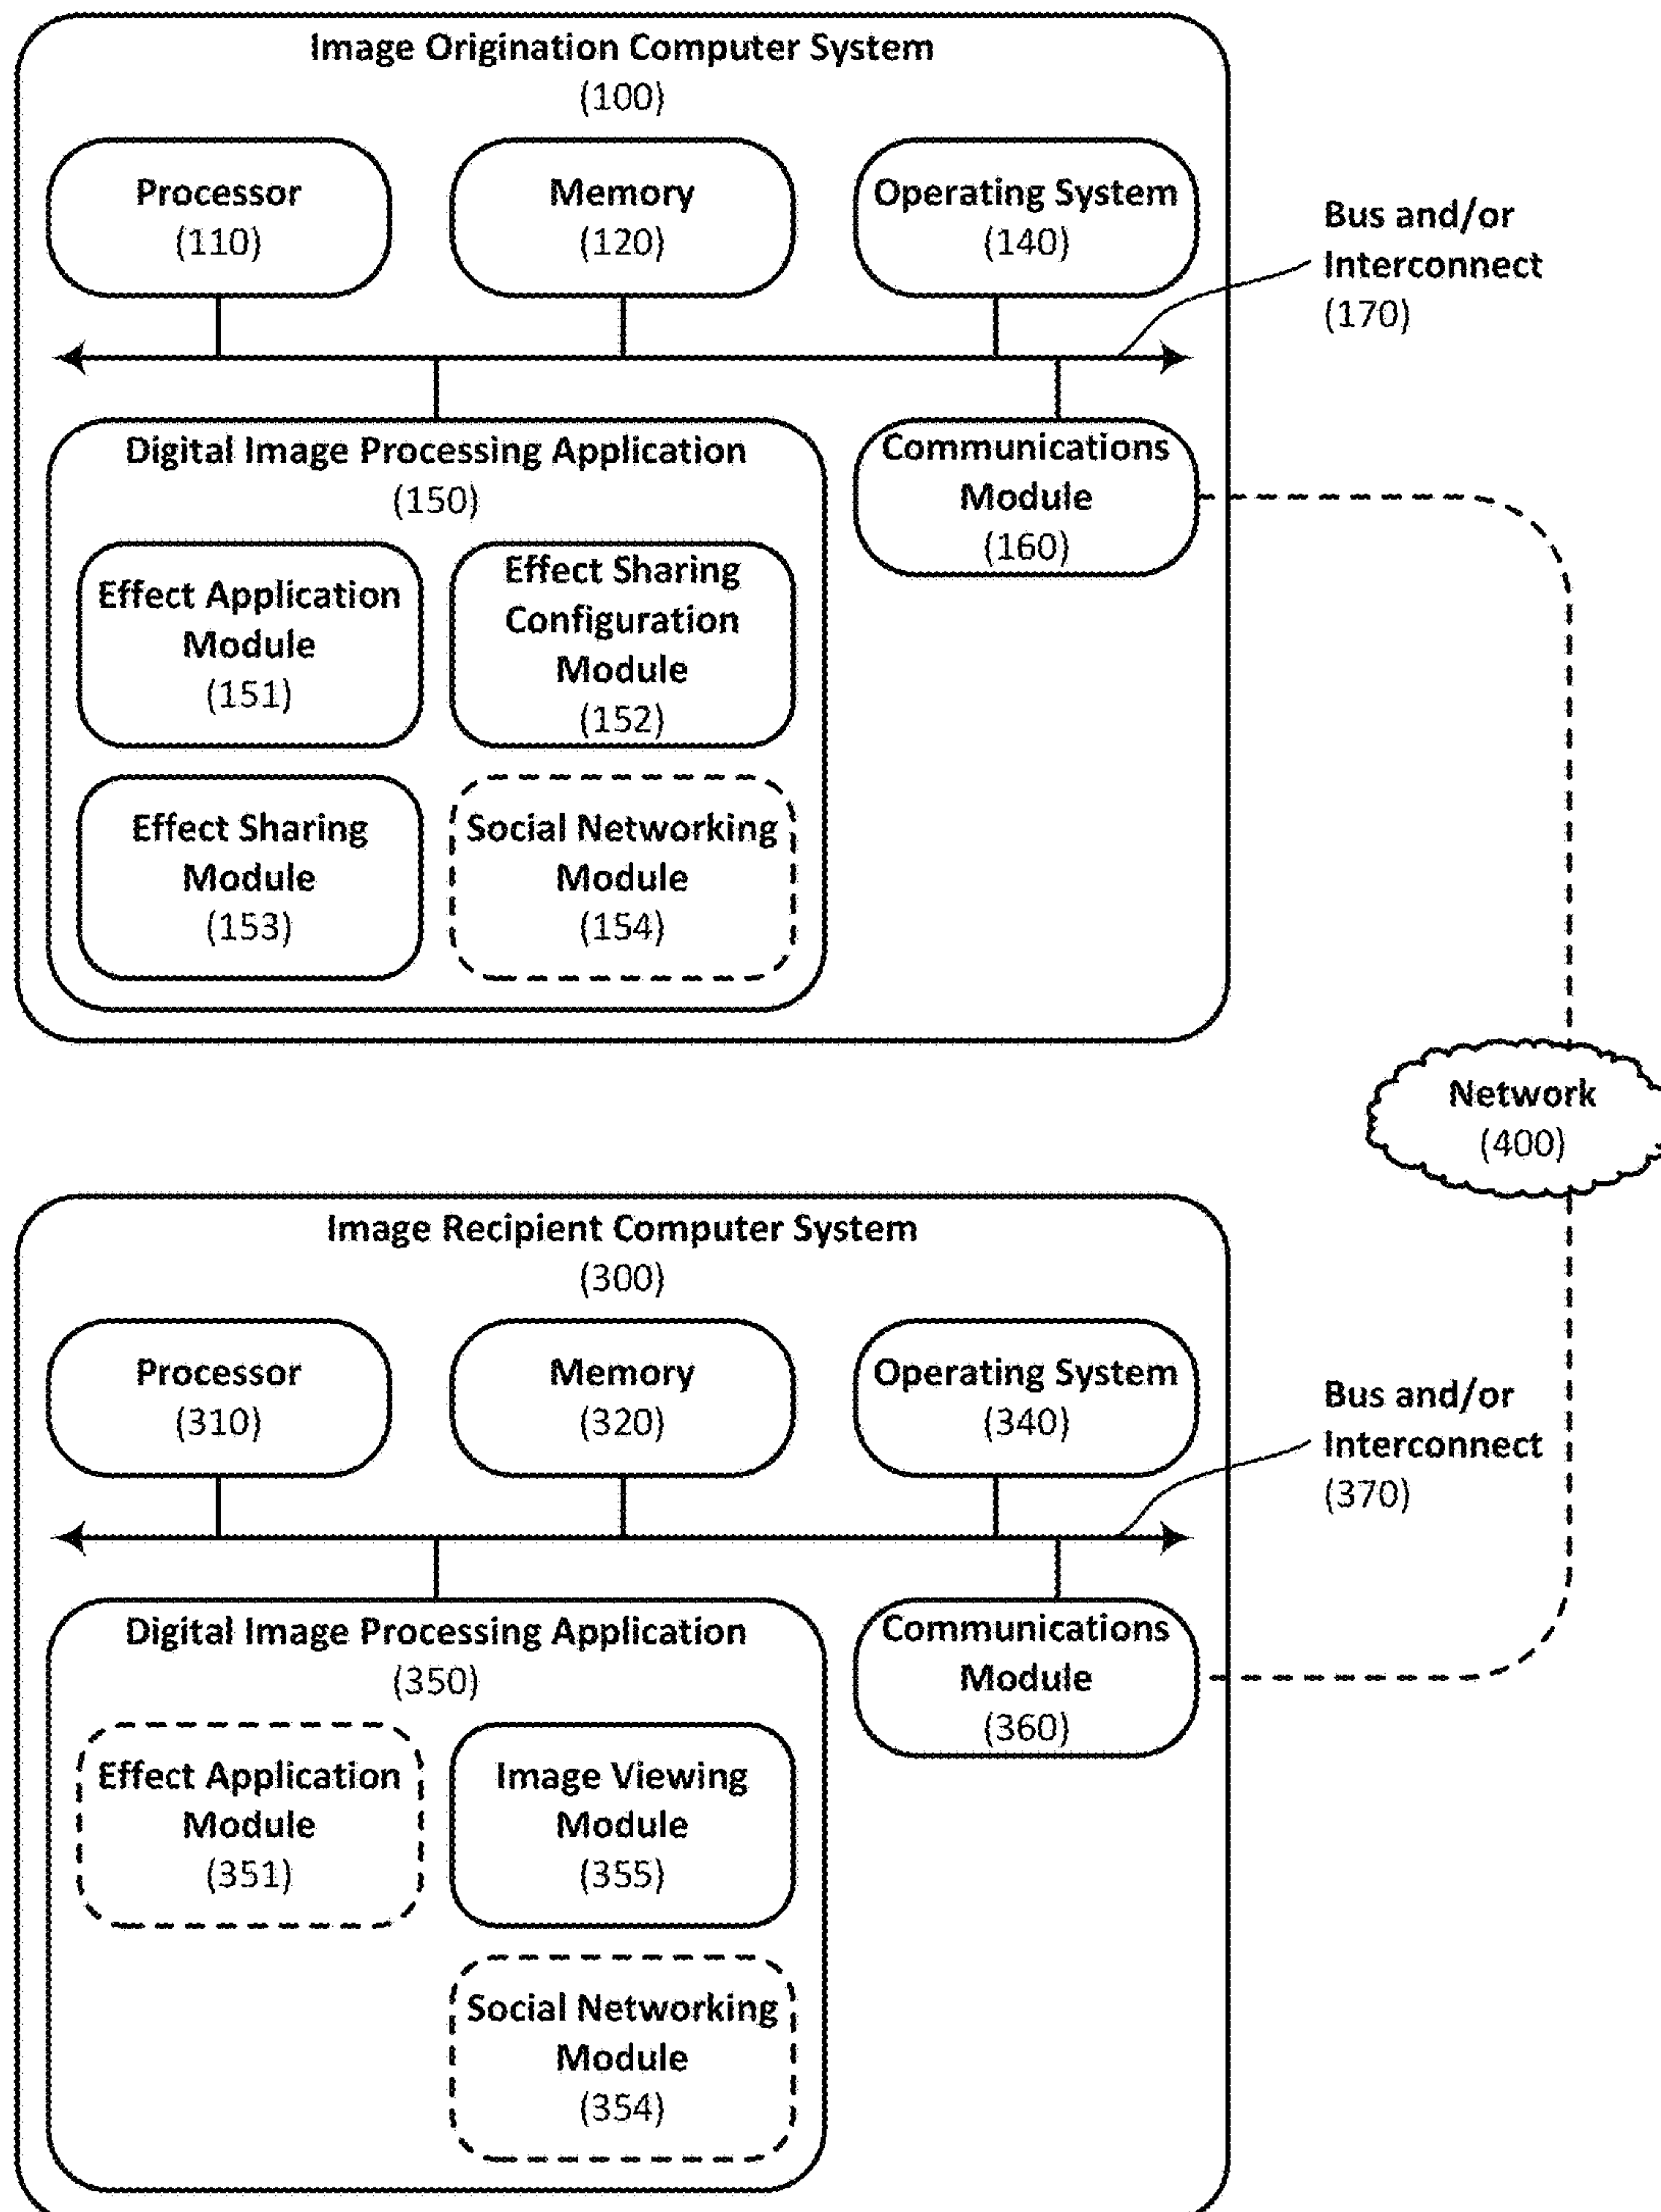 Image Origination Computer System
(100)
Processor
(110)
Memory
(120)
Operating System
(140)
Bus and/or
Interconnect
(170)
Digital Image Processing Application
(150)
Communications
Module
(160)
Effect Application
Module
(151)
Effect Sharing
Configuration
Module
(152)
Effect Sharing
Module
(153)
Social Networking
Module
(154)
Network
(400)
Image Recipient Computer System
(300)
Processor
(310)
Memory
(320)
Operating System
(340)
Bus and/or
Interconnect
(370)
Digital Image Processing Application
(350)
Communications
Module
(360)
Effect Application
Module
(351)
Image Viewing
Module
(355)
Social Networking
Module
(354)